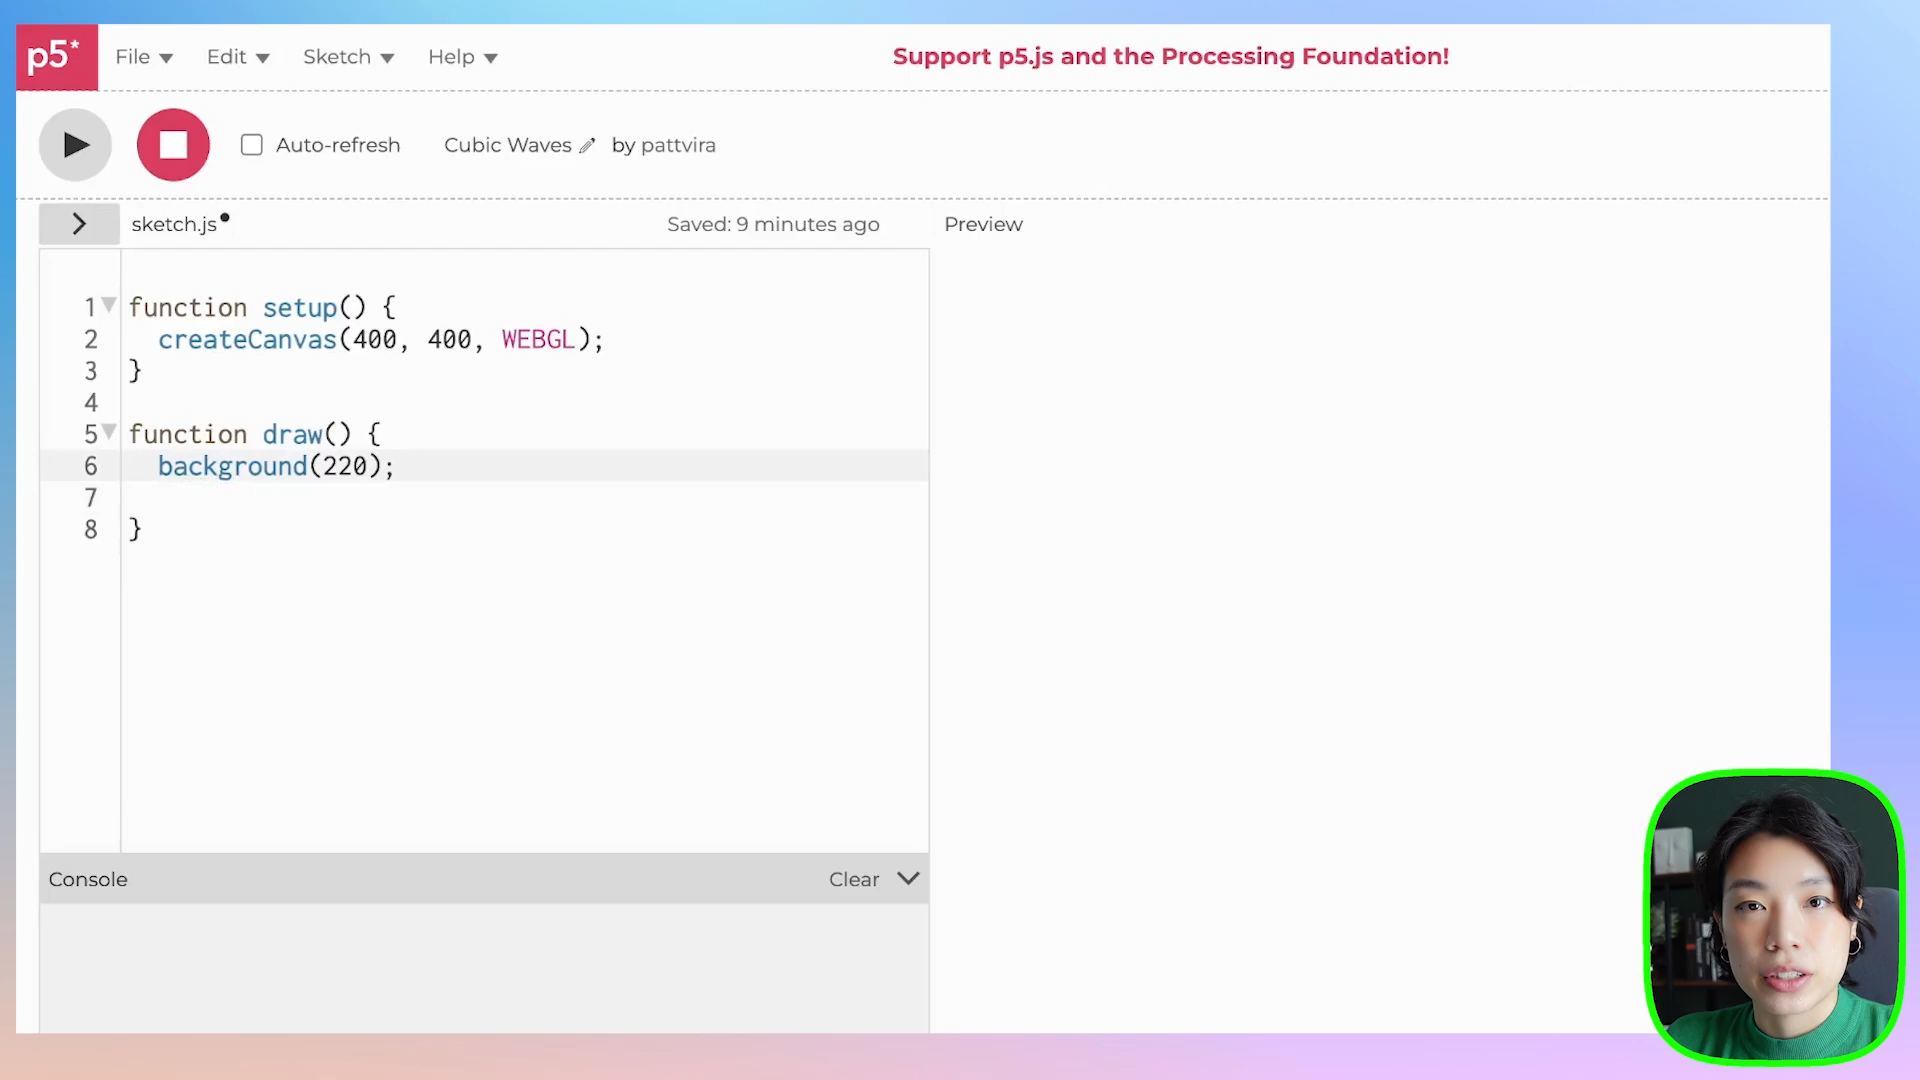 p5*
File Edit Sketch Help
Support p5.js and the Processing Foundation!
Auto-refresh
Cubic Waves
by pattvira
sketch.js
Saved: 9 minutes ago
Preview
1 function setup() {
2   createCanvas(400, 400, WEBGL);
3 }
4
5 function draw() {
6   background(220);
7
8 }
Console
Clear